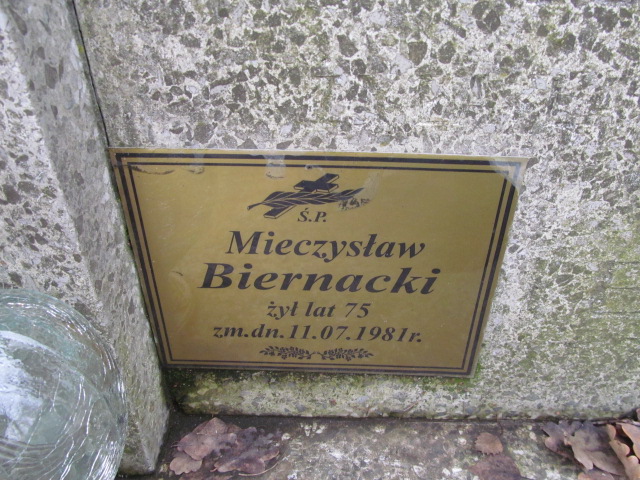 Ś.P.
Mieczysław
Biernacki
żył lat 75
zm.dn.11.07.1981r.